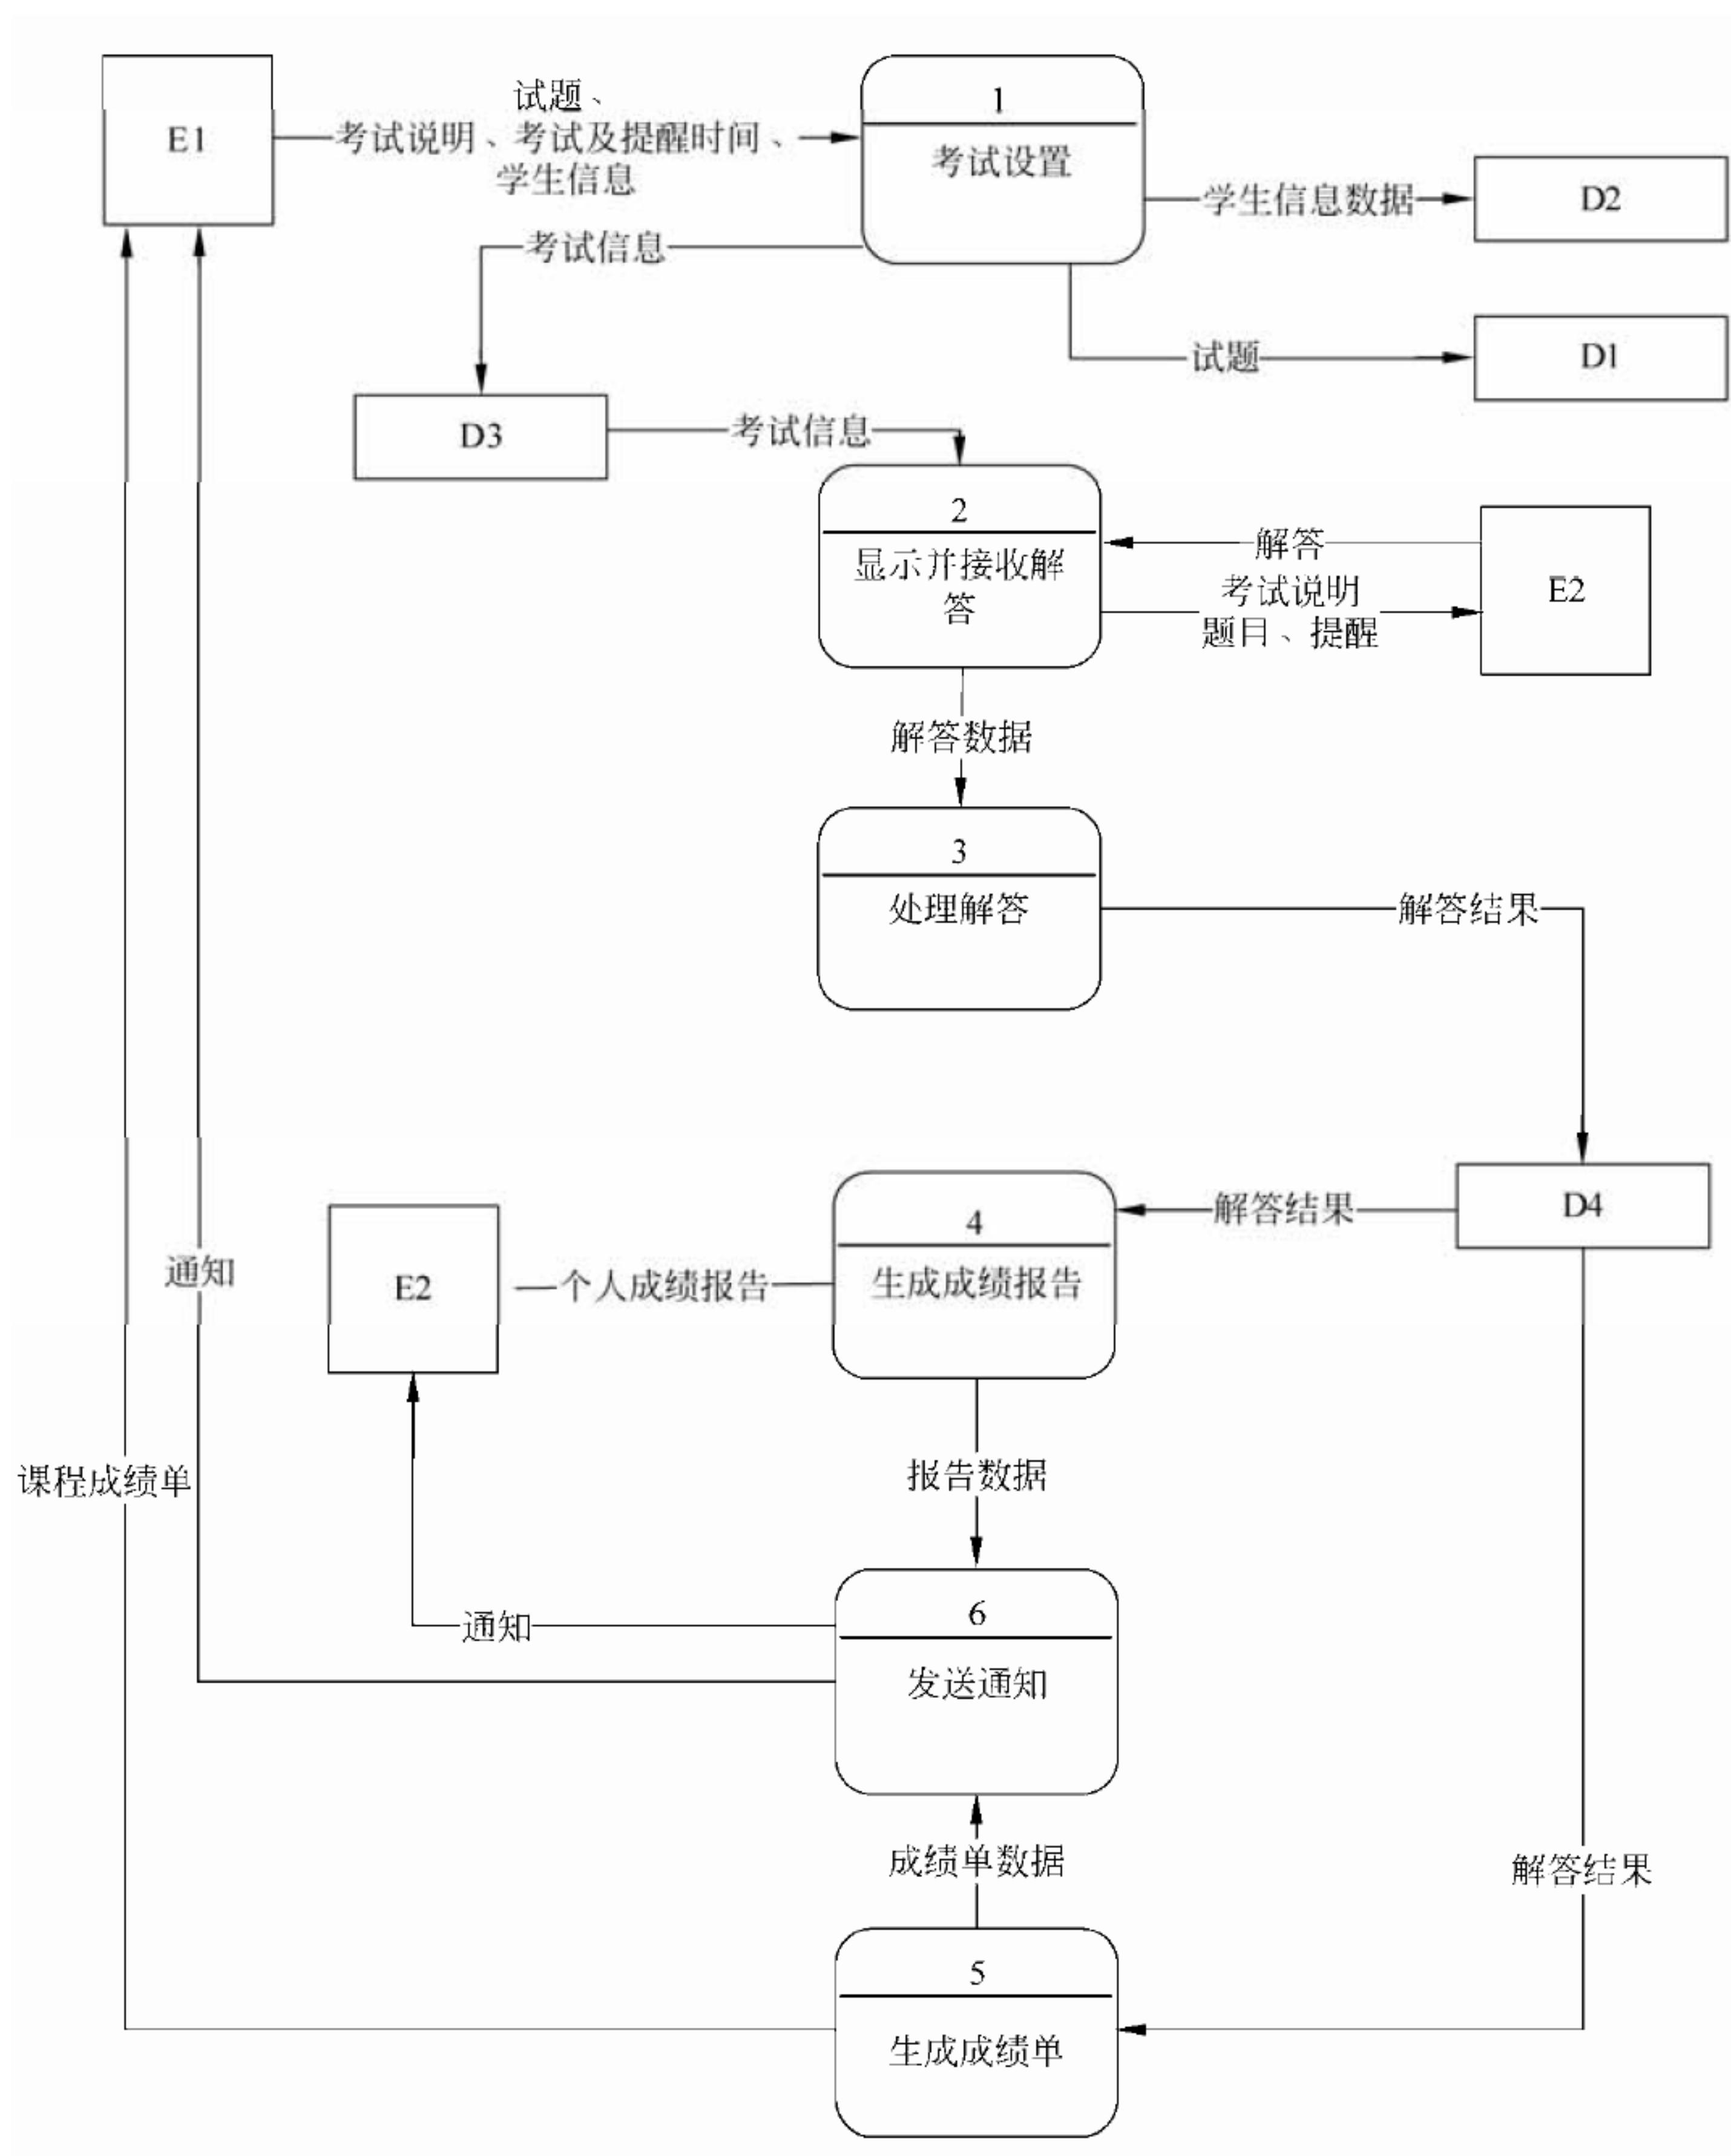 E1
试题、
考试说明、考试及提醒时间、
学生信息
1
考试设置
学生信息数据
D2
考试信息
试题
D1
D3
考试信息
2
显示并接收解
答
解答
考试说明
题目、提醒
E2
解答数据
3
处理解答
解答结果
D4
解答结果
4
生成成绩报告
个人成绩报告
E2
通知
课程成绩单
报告数据
6
发送通知
通知
成绩单数据
解答结果
5
生成成绩单